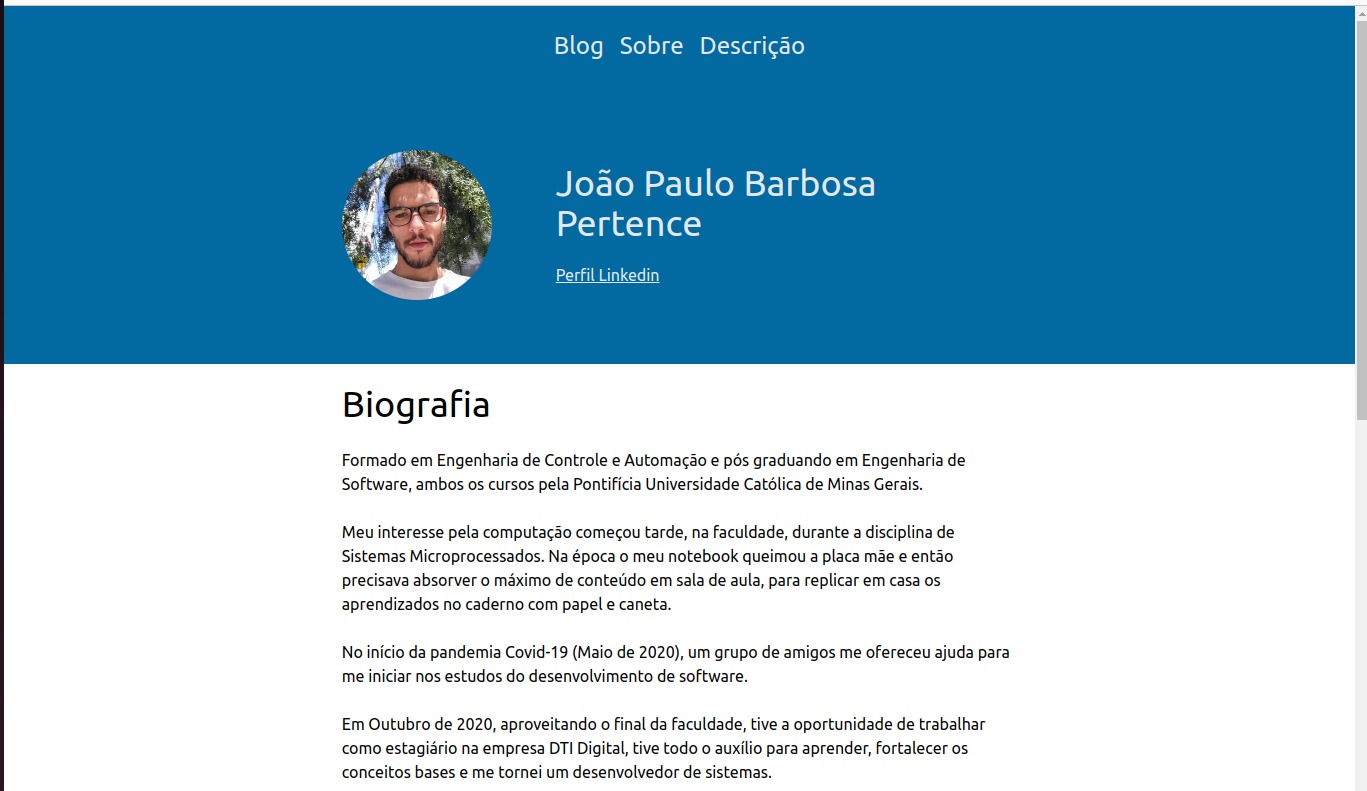 Blog Sobre Descrição
João Paulo Barbosa
Pertence
Perfil Linkedin
Biografia
Formado em Engenharia de Controle e Automação e pós graduando em Engenharia de
Software, ambos os cursos pela Pontifícia Universidade Católica de Minas Gerais.
Meu interesse pela computação começou tarde, na faculdade, durante a disciplina de
Sistemas Microprocessados. Na época o meu notebook queimou a placa mãe e então
precisava absorver o máximo de conteúdo em sala de aula, para replicar em casa os
aprendizados no caderno com papel e caneta.
No início da pandemia Covid-19 (Maio de 2020), um grupo de amigos me ofereceu ajuda para
me iniciar nos estudos do desenvolvimento de software.
Em Outubro de 2020, aproveitando o final da faculdade, tive a oportunidade de trabalhar
como estagiário na empresa DTI Digital, tive todo o auxílio para aprender, fortalecer os
conceitos bases e me tornei um desenvolvedor de sistemas.